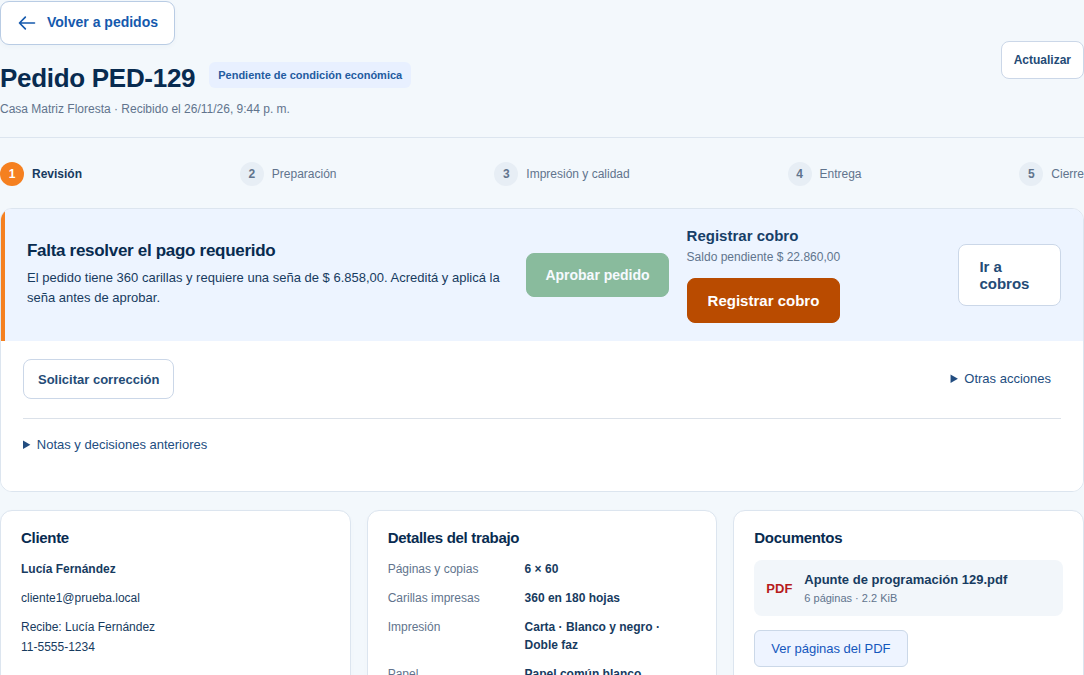 Volver a pedidos
Actualizar
Pedido PED-129
Pendiente de condición económica
Casa Matriz Floresta · Recibido el 26/11/26, 9:44 p. m.
1 Revisión
2 Preparación
3 Impresión y calidad
4 Entrega
5 Cierre
Falta resolver el pago requerido
El pedido tiene 360 carillas y requiere una seña de $ 6.858,00. Acreditá y aplicá la
seña antes de aprobar.
Aprobar pedido
Registrar cobro
Saldo pendiente $ 22.860,00
Registrar cobro
Ir a
cobros
Solicitar corrección
Otras acciones
Notas y decisiones anteriores
Cliente
Lucía Fernández
cliente1@prueba.local
Recibe: Lucía Fernández
11-5555-1234
Detalles del trabajo
Páginas y copias 6 × 60
Carillas impresas 360 en 180 hojas
Impresión Carta · Blanco y negro ·
Doble faz
Papel Papel común blanco
Documentos
PDF Apunte de programación 129.pdf
6 páginas · 2.2 KiB
Ver páginas del PDF